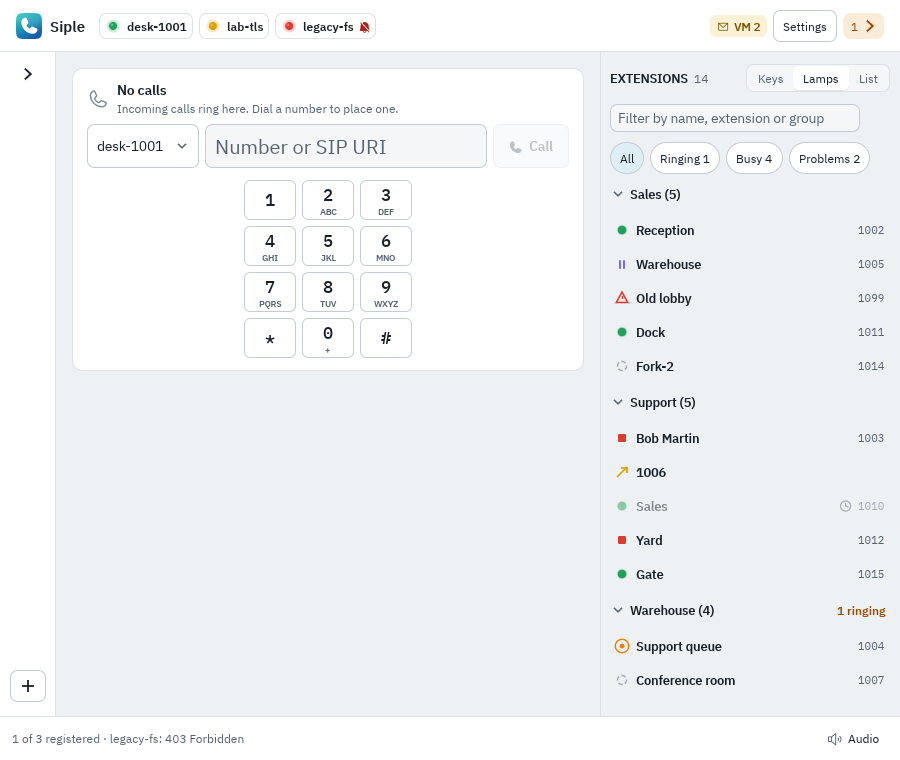 Siple desk-1001 lab-tls legacy-fs VM 2 Settings 1
No calls
Incoming calls ring here. Dial a number to place one.
desk-1001 Number or SIP URI Call
1 2 ABC 3 DEF
4 GHI 5 JKL 6 MNO
7 PQRS 8 TUV 9 WXYZ
* 0 + #
EXTENSIONS 14 Keys Lamps List
Filter by name, extension or group
All Ringing 1 Busy 4 Problems 2
Sales (5)
Reception 1002
Warehouse 1005
Old lobby 1099
Dock 1011
Fork-2 1014
Support (5)
Bob Martin 1003
1006
Sales 1010
Yard 1012
Gate 1015
Warehouse (4) 1 ringing
Support queue 1004
Conference room 1007
+
1 of 3 registered · legacy-fs: 403 Forbidden Audio